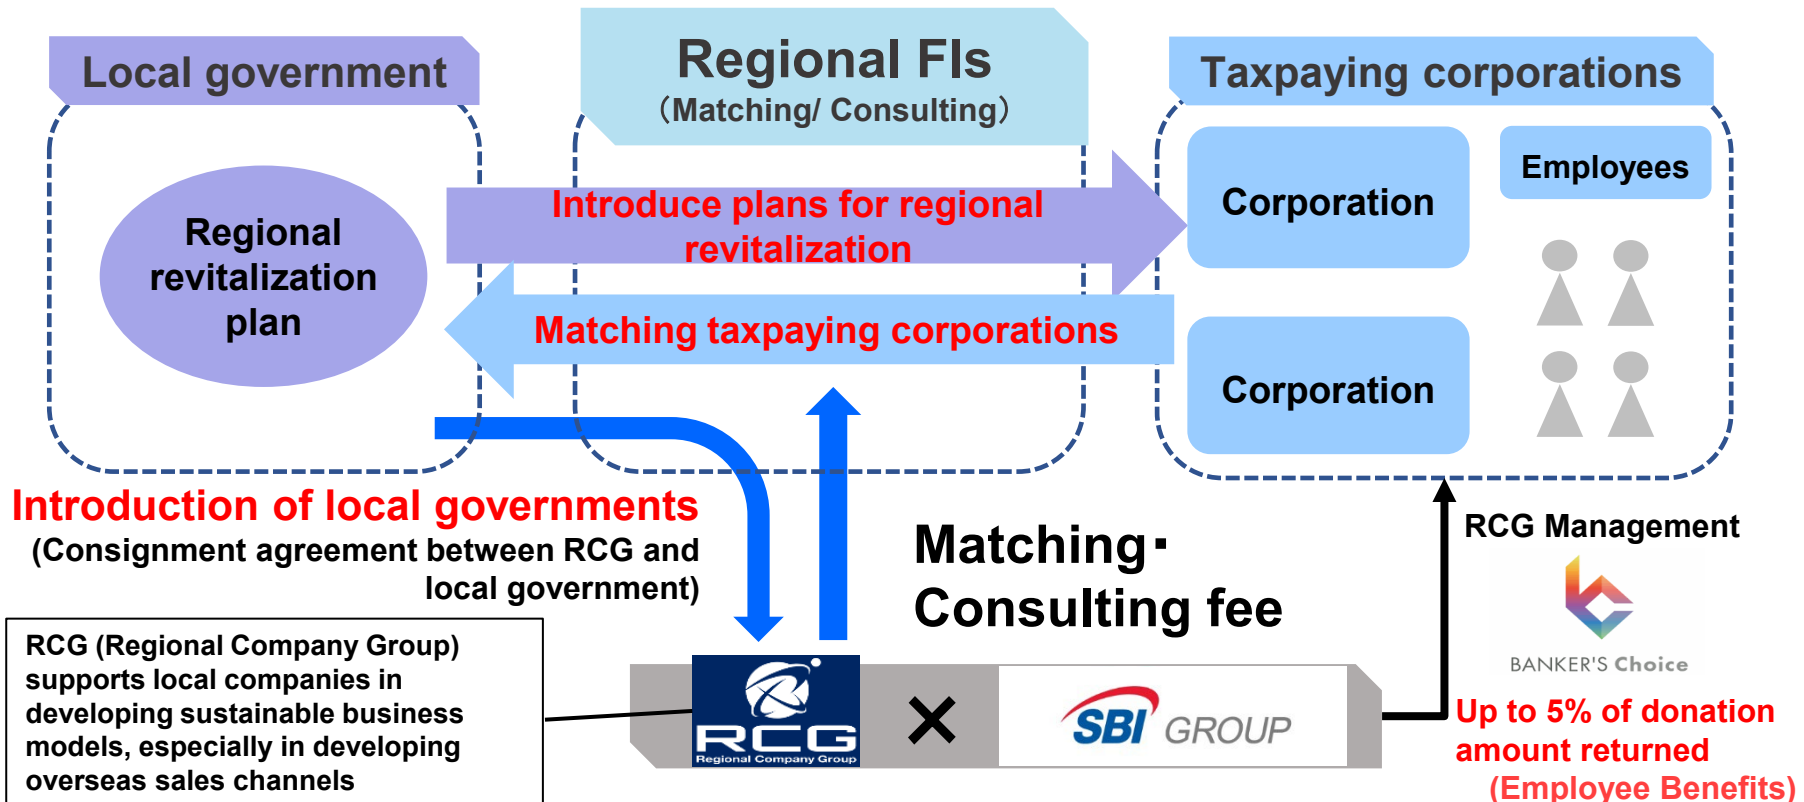 Local government
Regional FIs
（Matching/ Consulting）
Taxpaying corporations
Regional
revitalization
plan
Introduce plans for regional
revitalization
Matching taxpaying corporations
Corporation
Corporation
Employees
Introduction of local governments
(Consignment agreement between RCG and
local government)
Matching･
Consulting fee
RCG Management
BANKER'S Choice
Up to 5% of donation
amount returned
(Employee Benefits)
RCG (Regional Company Group)
supports local companies in
developing sustainable business
models, especially in developing
overseas sales channels
RCG
Regional Company Group
×
SBI GROUP